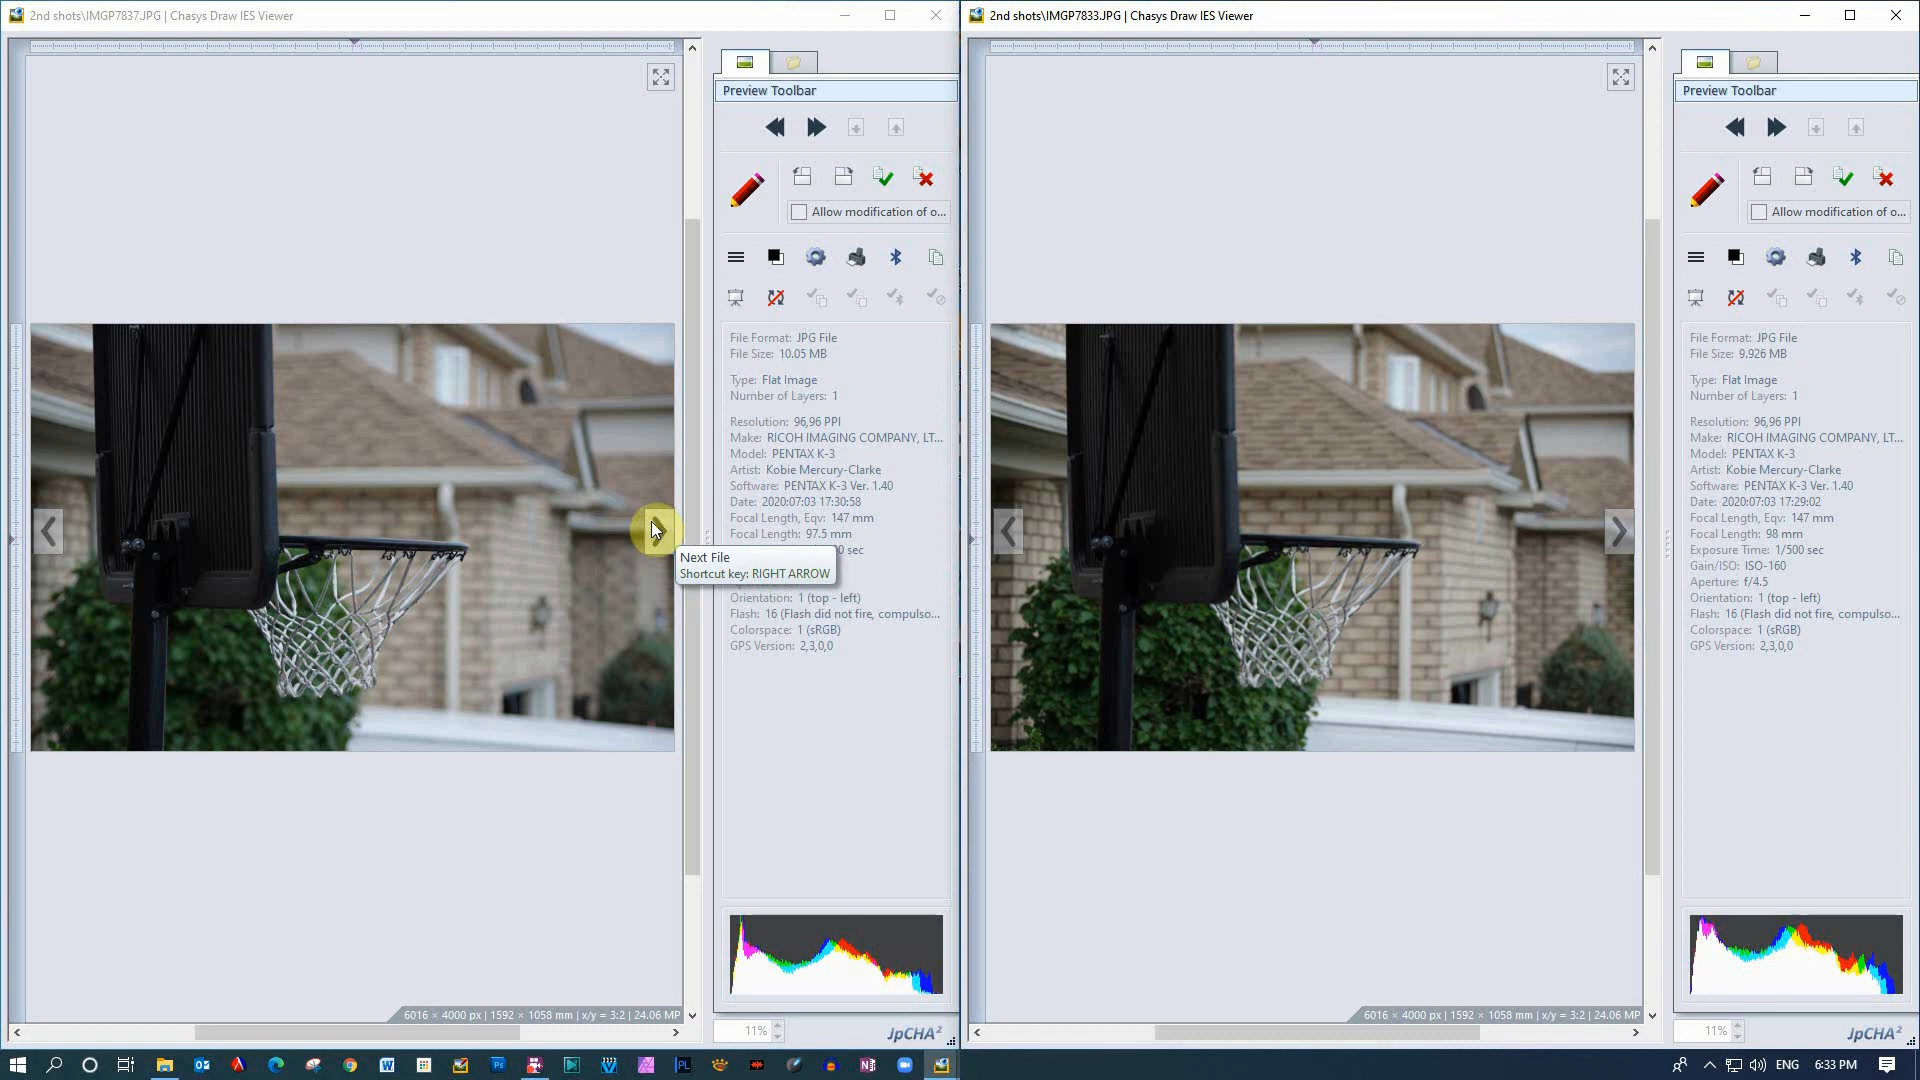 2nd shots\IMGP7837.JPG | Chasys Draw IES Viewer
Preview Toolbar
Allow modification of o...
File Format: JPG File
File Size: 10.05 MB
Type: Flat Image
Number of Layers: 1
Resolution: 96,96 PPI
Make: RICOH IMAGING COMPANY, LT...
Model: PENTAX K-3
Artist: Kobie Mercury-Clarke
Software: PENTAX K-3 Ver. 1.40
Date: 2020:07:03 17:30:58
Focal Length, Eqv: 147 mm
Focal Length: 97.5 mm
0 sec
Next File
Shortcut key: RIGHT ARROW
Orientation: 1 (top - left)
Flash: 16 (Flash did not fire, compulso...
Colorspace: 1 (sRGB)
GPS Version: 2,3,0,0
6016 × 4000 px | 1592 × 1058 mm | x/y = 3:2 | 24.06 MP
11%
JpCHA²
2nd shots\IMGP7833.JPG | Chasys Draw IES Viewer
Preview Toolbar
Allow modification of o...
File Format: JPG File
File Size: 9.926 MB
Type: Flat Image
Number of Layers: 1
Resolution: 96,96 PPI
Make: RICOH IMAGING COMPANY, LT...
Model: PENTAX K-3
Artist: Kobie Mercury-Clarke
Software: PENTAX K-3 Ver. 1.40
Date: 2020:07:03 17:29:02
Focal Length, Eqv: 147 mm
Focal Length: 98 mm
Exposure Time: 1/500 sec
Gain/ISO: ISO-160
Aperture: f/4.5
Orientation: 1 (top - left)
Flash: 16 (Flash did not fire, compulso...
Colorspace: 1 (sRGB)
GPS Version: 2,3,0,0
6016 × 4000 px | 1592 × 1058 mm | x/y = 3:2 | 24.06 MP
11%
JpCHA²
ENG
6:33 PM